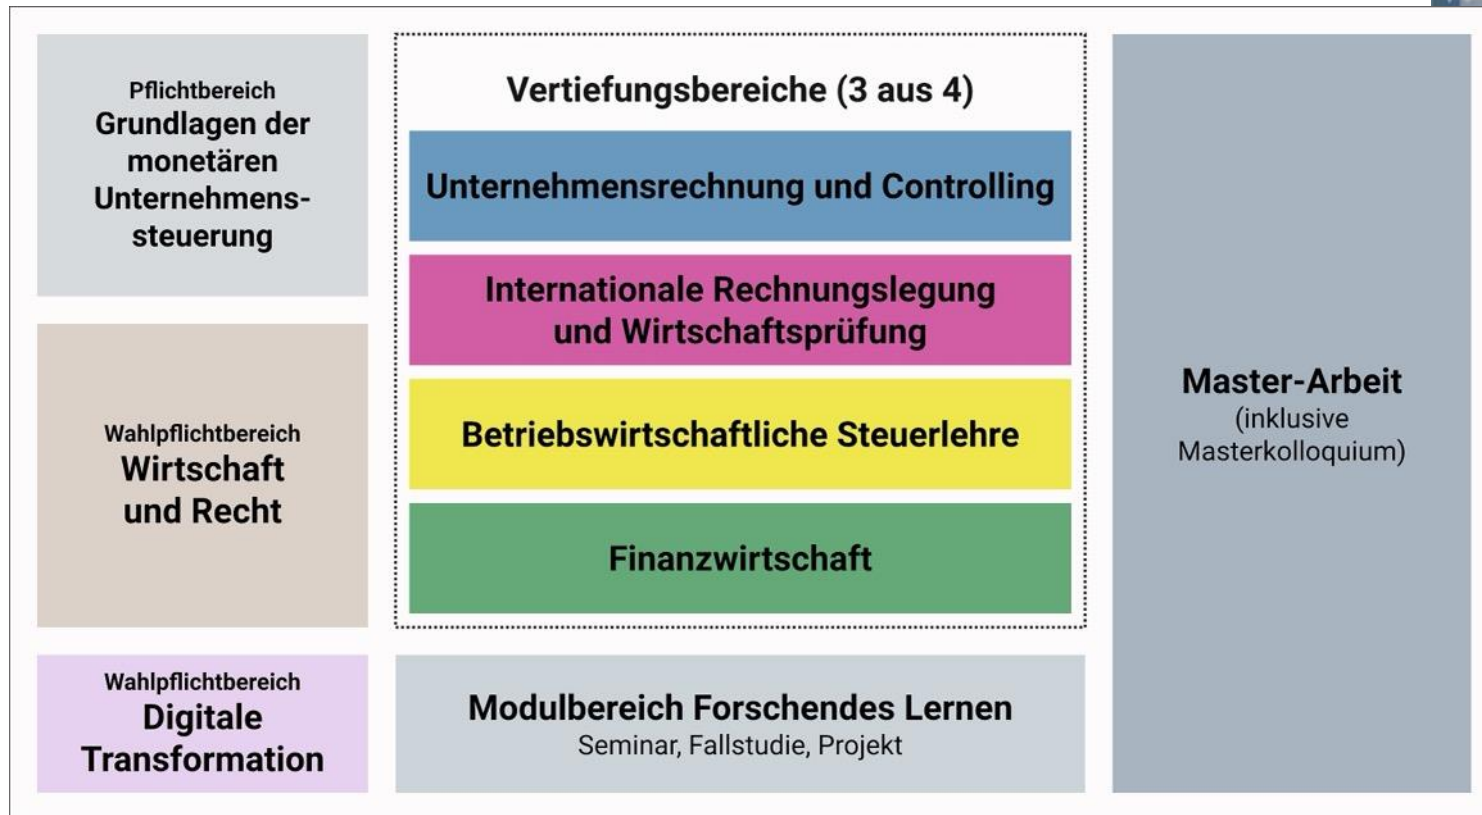 Pflichtbereich
Grundlagen der
monetären
Unternehmens-
steuerung
Wahlpflichtbereich
Wirtschaft
und Recht
Wahlpflichtbereich
Digitale
Transformation
Vertiefungsbereiche (3 aus 4)
Unternehmensrechnung und Controlling
Internationale Rechnungslegung
und Wirtschaftsprüfung
Betriebswirtschaftliche Steuerlehre
Finanzwirtschaft
Modulbereich Forschendes Lernen
Seminar, Fallstudie, Projekt
Master-Arbeit
(inklusive
Masterkolloquium)